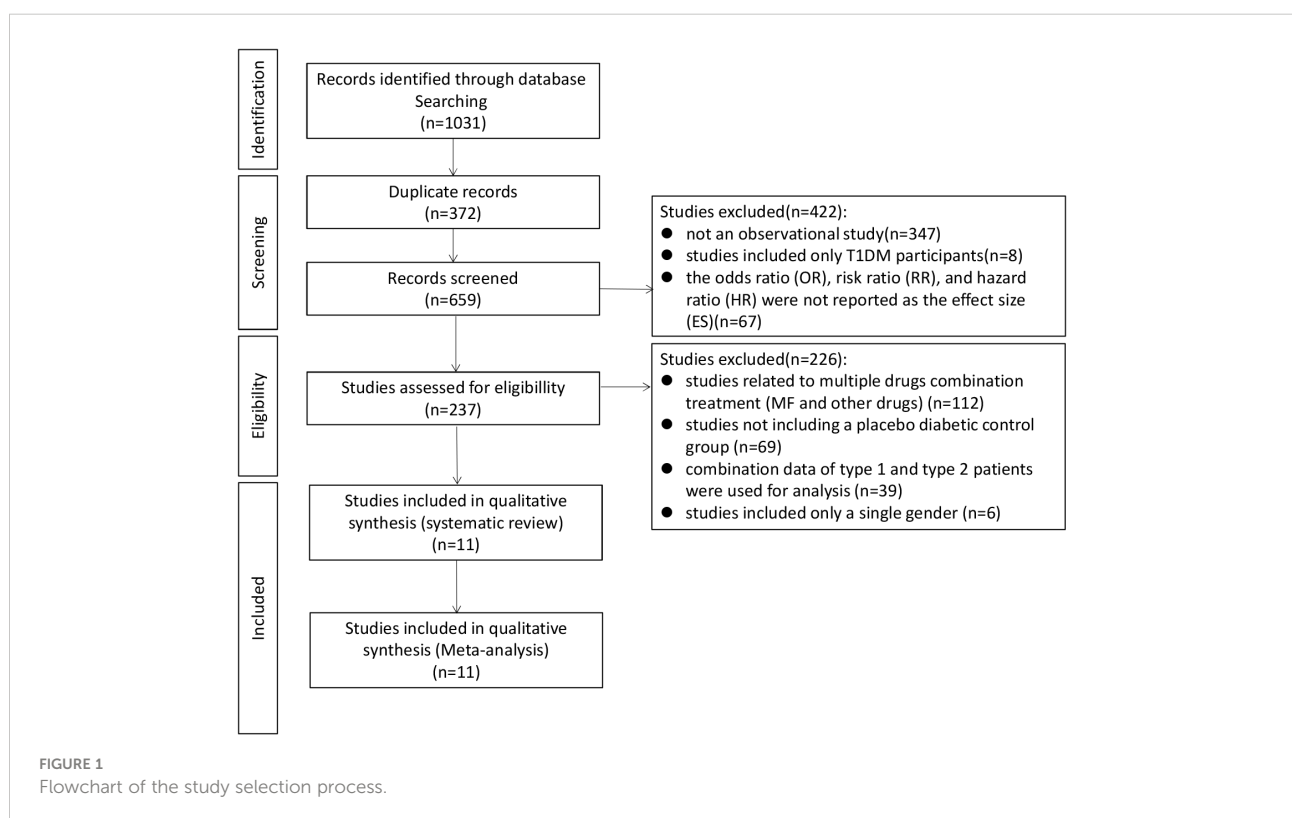 Identification
Records identified through database
Searching
(n=1031)
Screening
Duplicate records
(n=372)
Records screened
(n=659)
Studies excluded(n=422):
● not an observational study(n=347)
● studies included only T1DM participants(n=8)
● the odds ratio (OR), risk ratio (RR), and hazard
ratio (HR) were not reported as the effect size
(ES)(n=67)
Eligibility
Studies assessed for eligibillity
(n=237)
Studies excluded(n=226):
● studies related to multiple drugs combination
treatment (MF and other drugs) (n=112)
● studies not including a placebo diabetic control
group (n=69)
● combination data of type 1 and type 2 patients
were used for analysis (n=39)
● studies included only a single gender (n=6)
Included
Studies included in qualitative
synthesis (systematic review)
(n=11)
Studies included in qualitative
synthesis (Meta-analysis)
(n=11)
FIGURE 1
Flowchart of the study selection process.